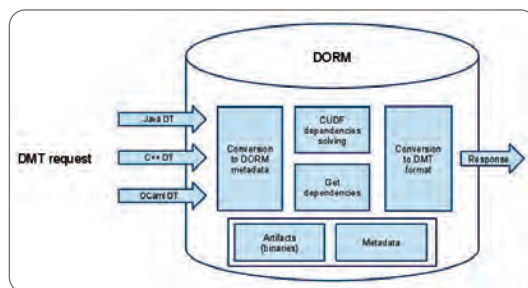 DORM
DMT request
Java DT
C++ DT
OCaml DT
Conversion
to DORM
metadata
CUDF
dependencies
solving
Get
dependencies
Conversion
to DMT
format
Response
Artifacts
(binaries)
Metadata